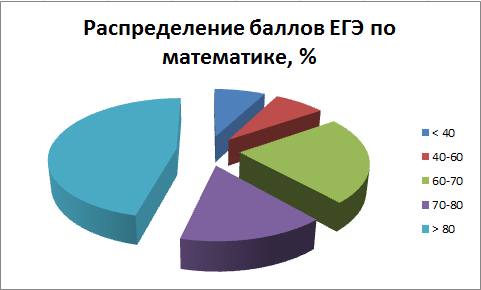 Распределение баллов ЕГЭ по
математике, %
< 40
40-60
60-70
70-80
> 80